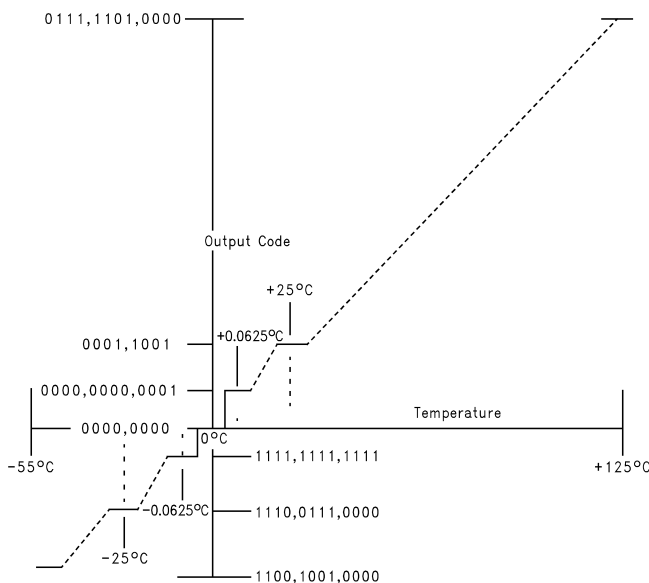 0111,1101,0000
Output Code
+25°C
+0.0625°C
0001,1001
0000,0000,0001
Temperature
0000,0000
0°C
-55°C
+125°C
1111,1111,1111
-0.0625°C
1110,0111,0000
-25°C
1100,1001,0000